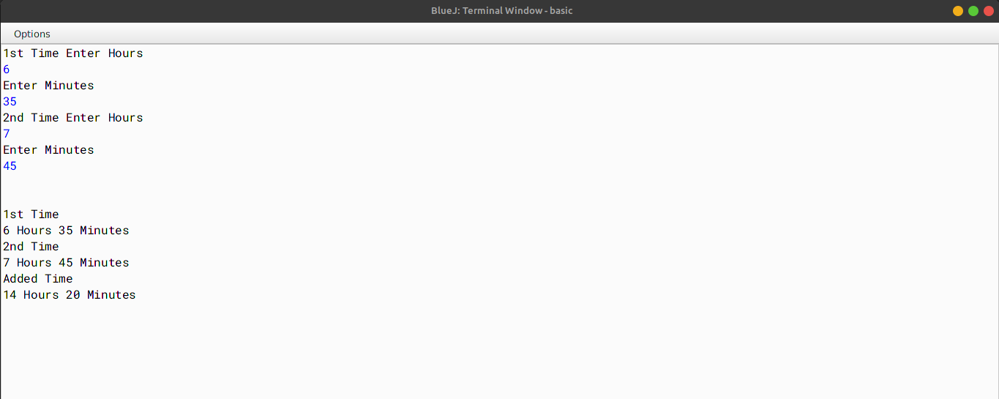 BlueJ: Terminal Window - basic
Options
1st Time Enter Hours
6
Enter Minutes
35
2nd Time Enter Hours
7
Enter Minutes
45
1st Time
6 Hours 35 Minutes
2nd Time
7 Hours 45 Minutes
Added Time
14 Hours 20 Minutes